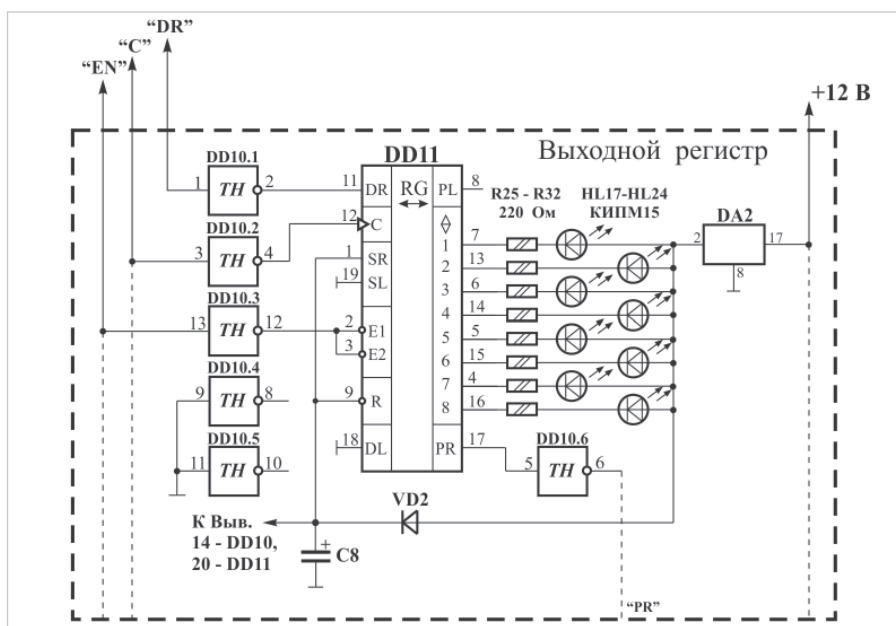 “DR”
“C”
“EN”
+12 В
Выходной регистр
DD10.1
1 TH 2
DD10.2
3 TH 4
DD10.3
13 TH 12
DD10.4
9 TH 8
DD10.5
11 TH 10
DD11
RG
11 DR
12 C
1 SR
19 SL
2 E1
3 E2
9 R
18 DL
PL 8
1 7
2 13
3 6
4 14
5 5
6 15
7 4
8 16
PR 17
R25 - R32
220 Ом
HL17-HL24
КИПМ15
DA2
2 17
8
DD10.6
5 TH 6
VD2
К Выв.
14 - DD10,
20 - DD11
+
C8
“PR”